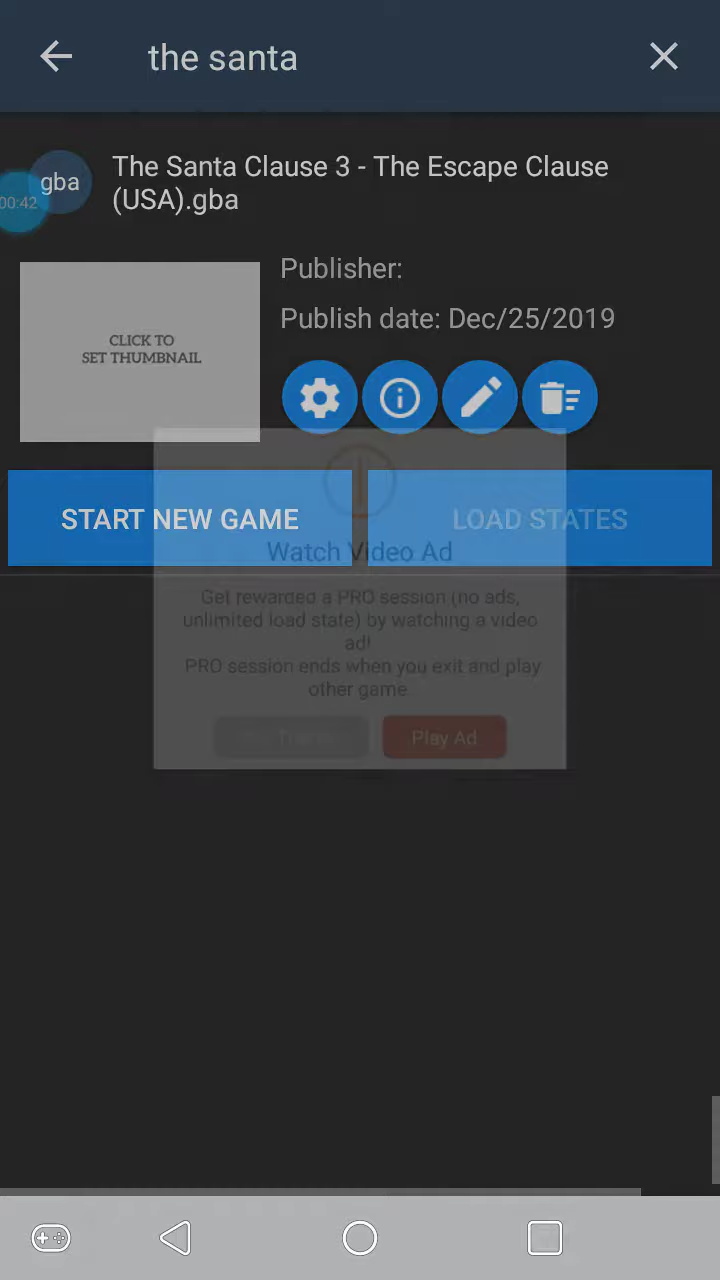 the santa
gba
00:42
The Santa Clause 3 - The Escape Clause
(USA).gba
CLICK TO
SET THUMBNAIL
Publisher:
Publish date: Dec/25/2019
START NEW GAME
LOAD STATES
Watch Video Ad
Get rewarded a PRO session (no ads,
unlimited load state) by watching a video
ad!
PRO session ends when you exit and play
other game.
Play Ad